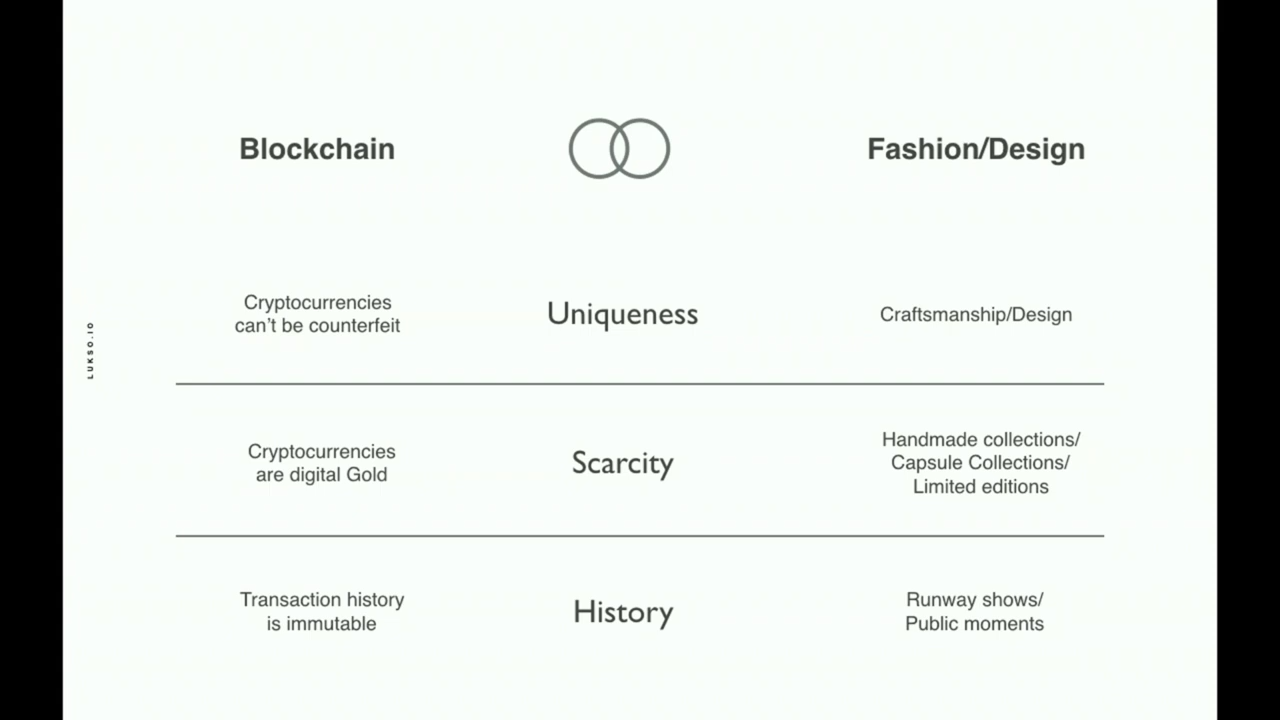 Blockchain
Fashion/Design
Cryptocurrencies
can’t be counterfeit
Uniqueness
Craftsmanship/Design
Cryptocurrencies
are digital Gold
Scarcity
Handmade collections/
Capsule Collections/
Limited editions
Transaction history
is immutable
History
Runway shows/
Public moments
LUKSO.IO